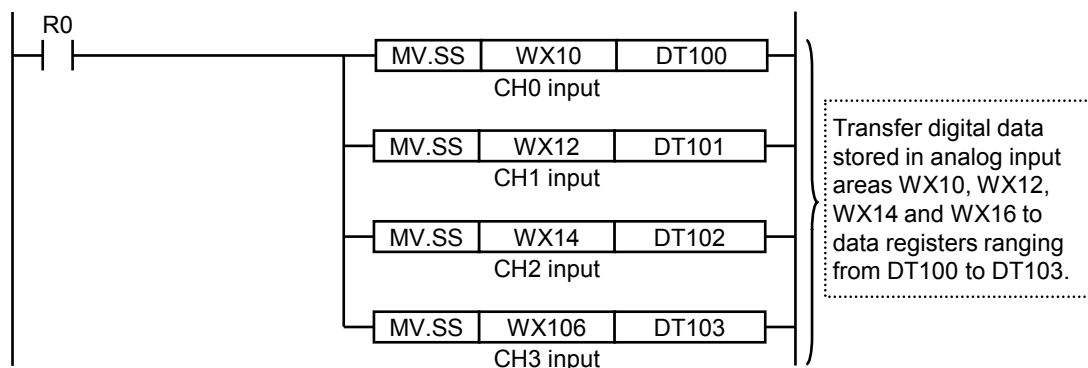 R0
MV.SS WX10 DT100
CH0 input
MV.SS WX12 DT101
CH1 input
MV.SS WX14 DT102
CH2 input
MV.SS WX106 DT103
CH3 input
Transfer digital data
stored in analog input
areas WX10, WX12,
WX14 and WX16 to
data registers ranging
from DT100 to DT103.